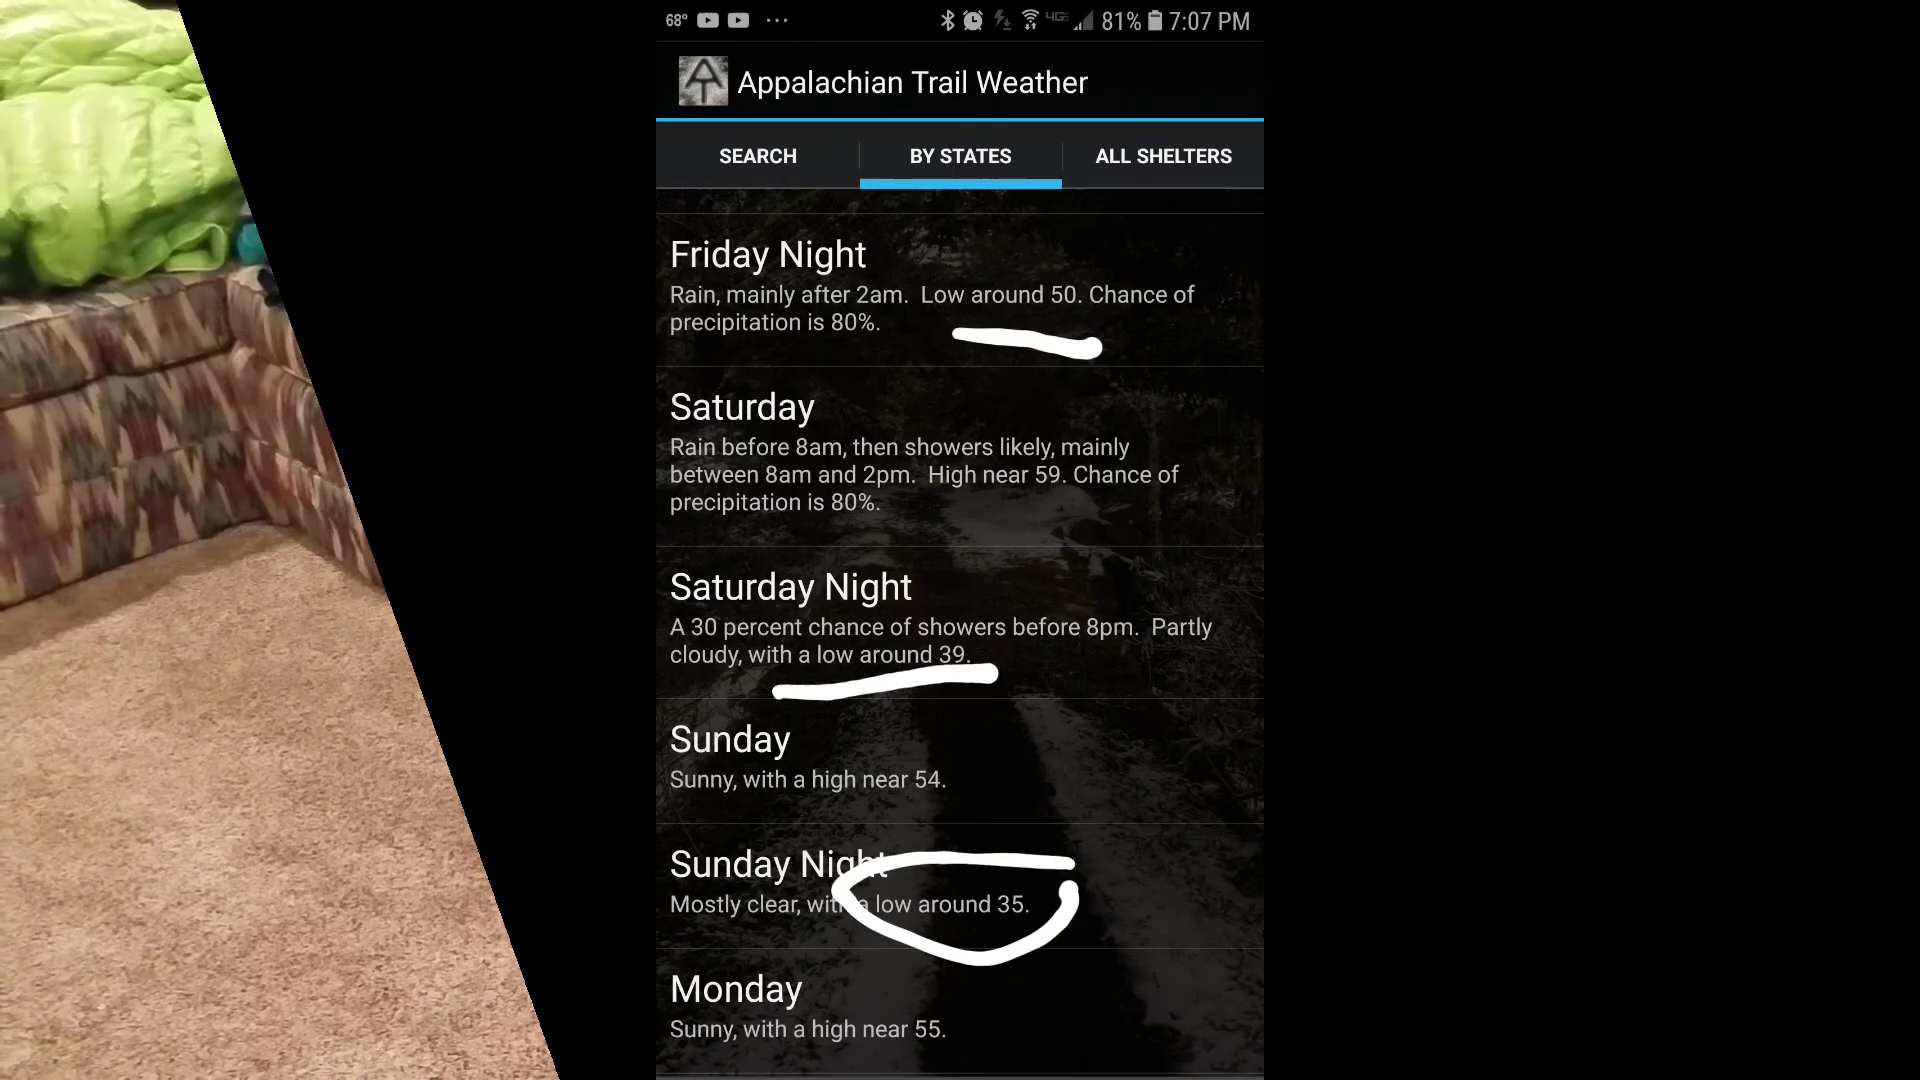 68° ... 4GE 81% 7:07 PM
Appalachian Trail Weather
SEARCH BY STATES ALL SHELTERS
Friday Night
Rain, mainly after 2am. Low around 50. Chance of
precipitation is 80%.
Saturday
Rain before 8am, then showers likely, mainly
between 8am and 2pm. High near 59. Chance of
precipitation is 80%.
Saturday Night
A 30 percent chance of showers before 8pm. Partly
cloudy, with a low around 39.
Sunday
Sunny, with a high near 54.
Sunday Night
Mostly clear, with a low around 35.
Monday
Sunny, with a high near 55.